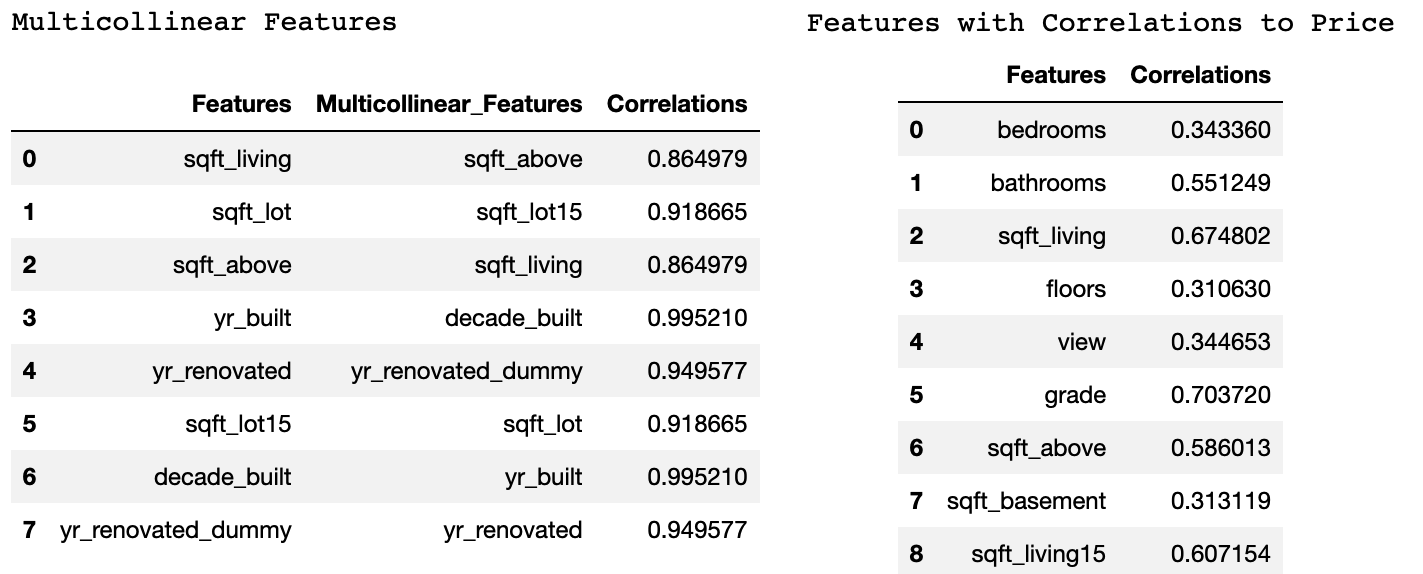 Multicollinear Features
Features Multicollinear_Features Correlations
0 sqft_living sqft_above 0.864979
1 sqft_lot sqft_lot15 0.918665
2 sqft_above sqft_living 0.864979
3 yr_built decade_built 0.995210
4 yr_renovated yr_renovated_dummy 0.949577
5 sqft_lot15 sqft_lot 0.918665
6 decade_built yr_built 0.995210
7 yr_renovated_dummy yr_renovated 0.949577
Features with Correlations to Price
Features Correlations
0 bedrooms 0.343360
1 bathrooms 0.551249
2 sqft_living 0.674802
3 floors 0.310630
4 view 0.344653
5 grade 0.703720
6 sqft_above 0.586013
7 sqft_basement 0.313119
8 sqft_living15 0.607154